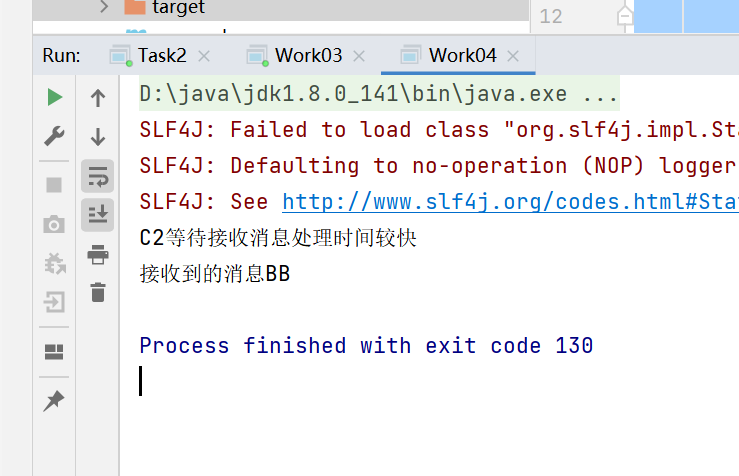 target
12
Run: Task2 Work03 Work04
D:\java\jdk1.8.0_141\bin\java.exe ...
SLF4J: Failed to load class "org.slf4j.impl.Sta
SLF4J: Defaulting to no-operation (NOP) logger
SLF4J: See http://www.slf4j.org/codes.html#Sta
C2等待接收消息处理时间较快
接收到的消息BB
Process finished with exit code 130